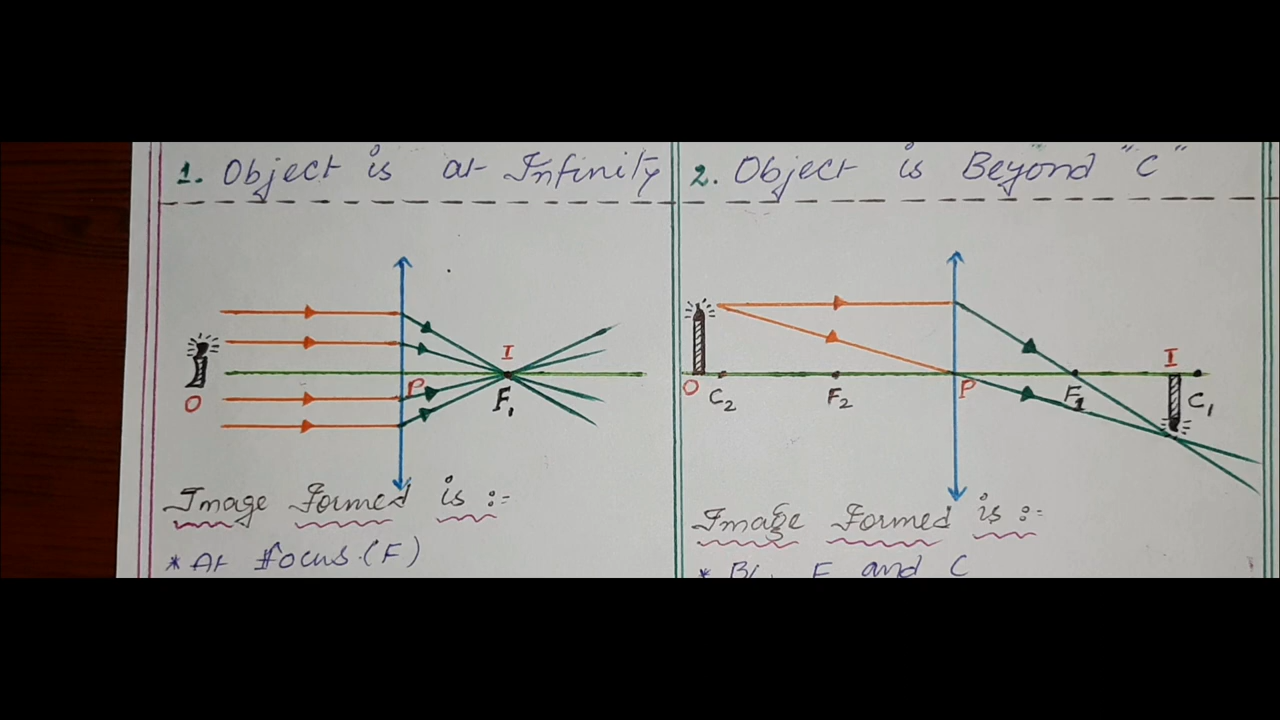 1. Object is at Infinity
O
P
I
F₁
Image Formed is :-
* At focus.(F)
2. Object is Beyond "C"
O
C₂
F₂
P
F₁
I
C₁
Image Formed is :-
* F and C